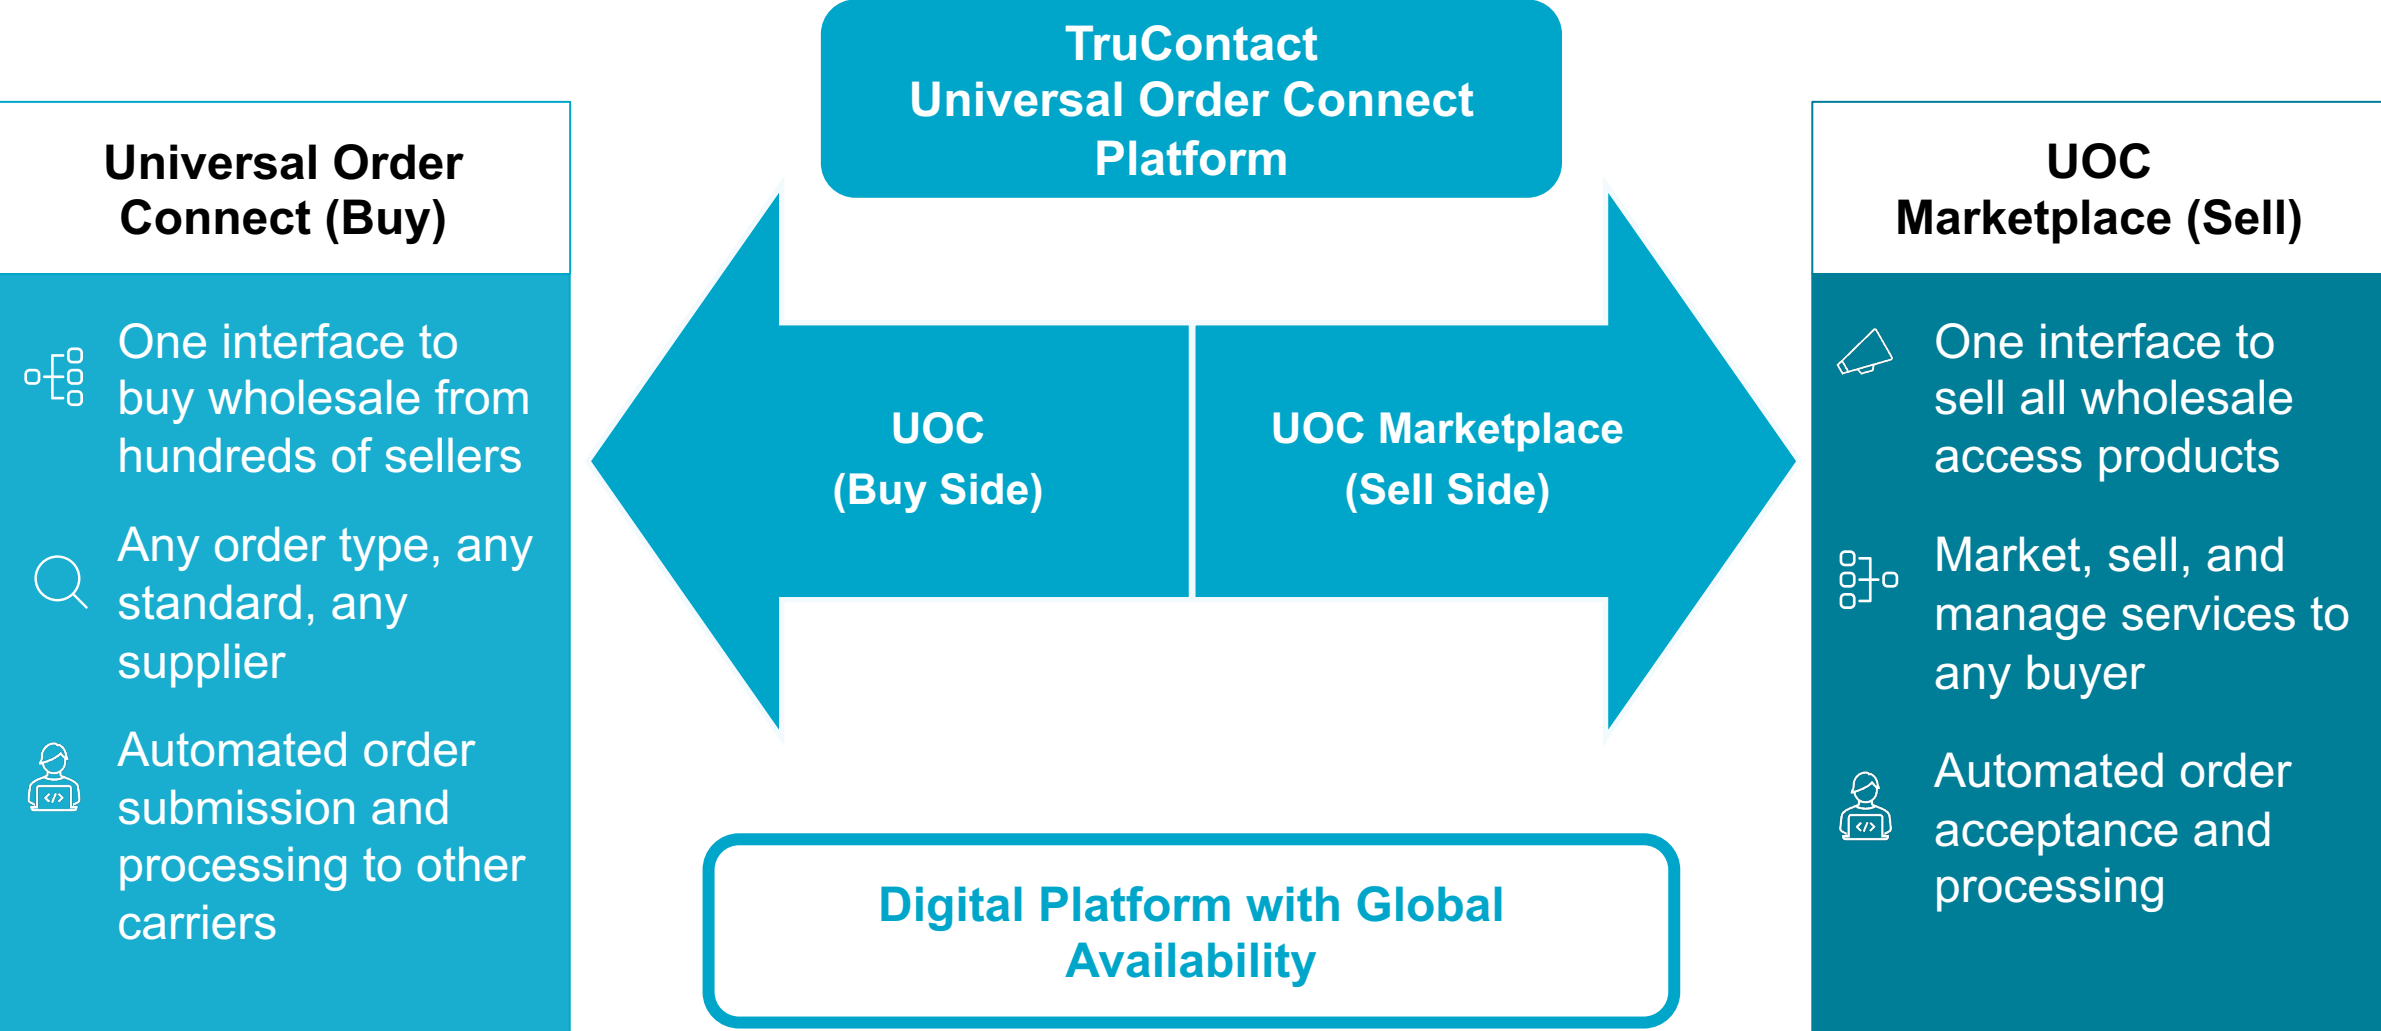 TruContact
Universal Order Connect
Platform
Universal Order
Connect (Buy)
One interface to
buy wholesale from
hundreds of sellers
Any order type, any
standard, any
supplier
Automated order
submission and
processing to other
carriers
UOC
(Buy Side)
UOC Marketplace
(Sell Side)
Digital Platform with Global
Availability
UOC
Marketplace (Sell)
One interface to
sell all wholesale
access products
Market, sell, and
manage services to
any buyer
Automated order
acceptance and
processing